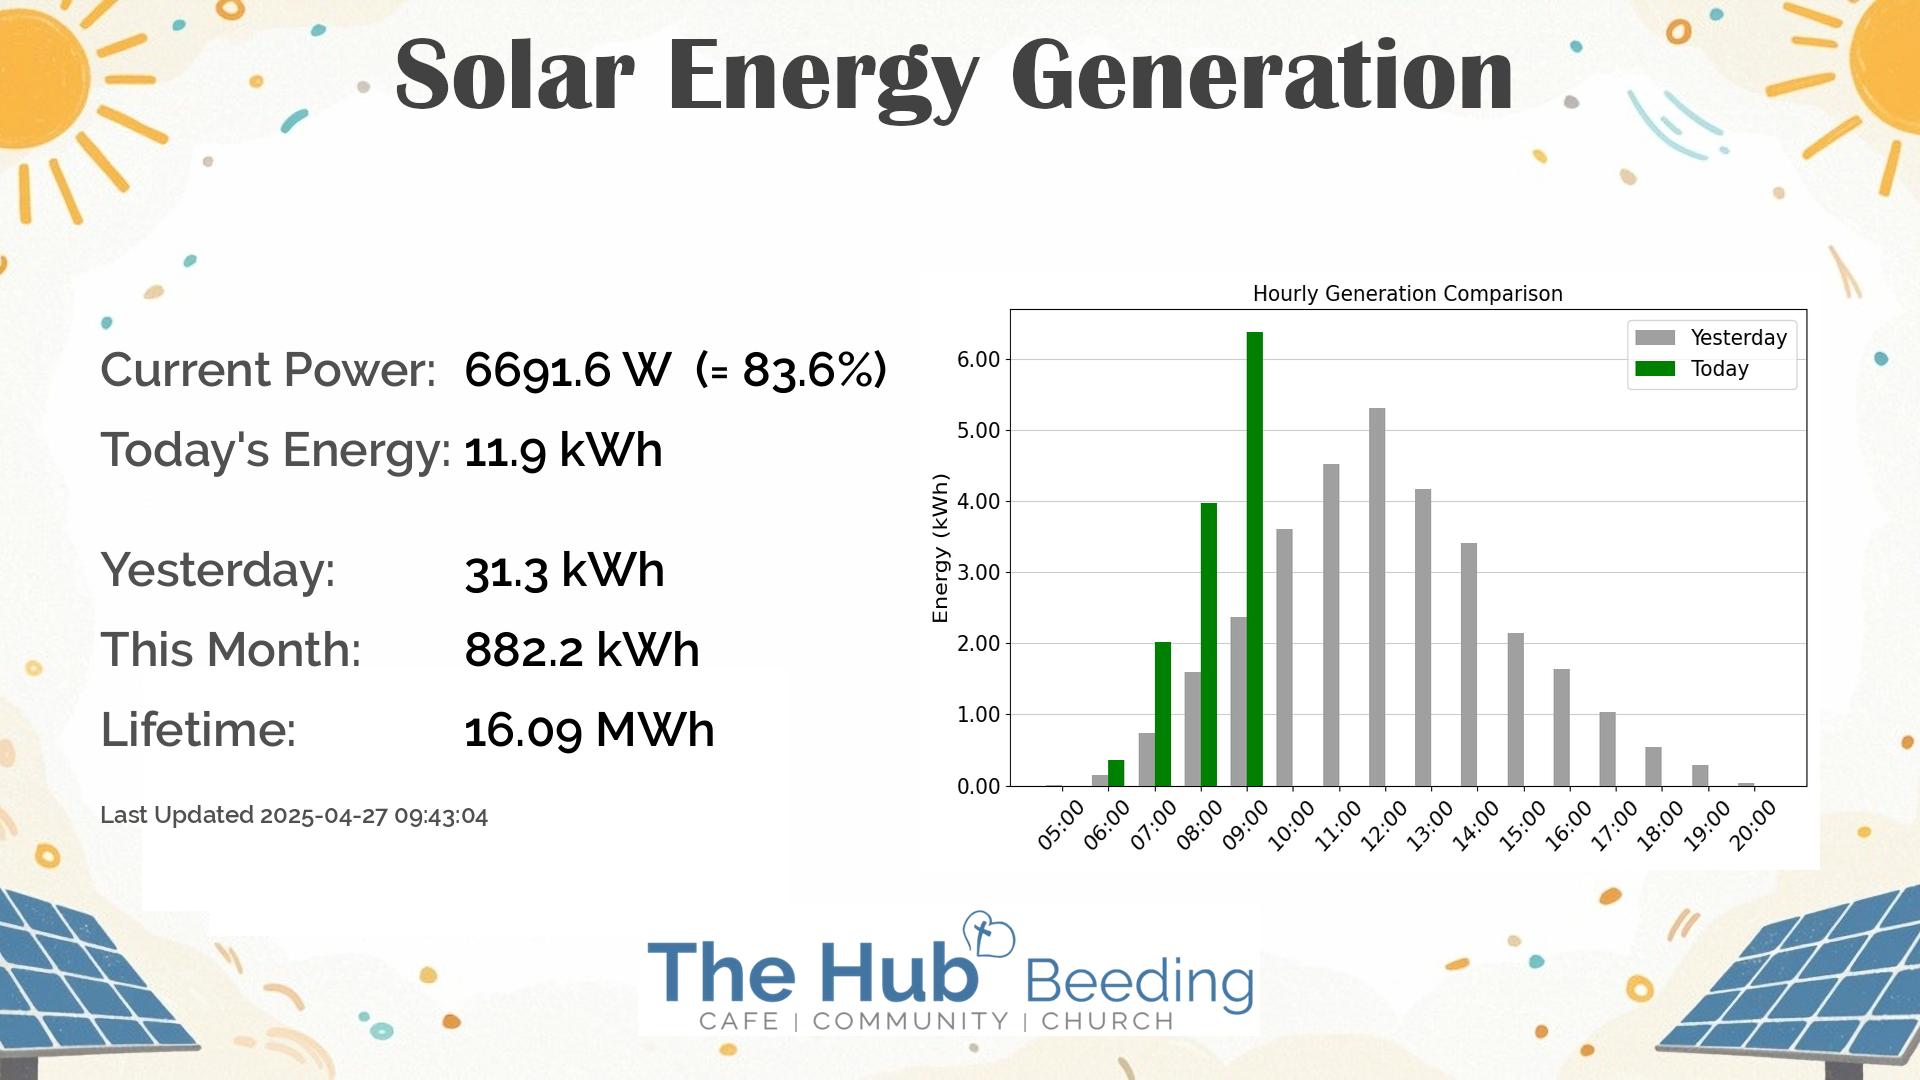 Solar Energy Generation
Current Power: 6691.6 W (= 83.6%)
Today's Energy: 11.9 kWh
Yesterday: 31.3 kWh
This Month: 882.2 kWh
Lifetime: 16.09 MWh
Last Updated 2025-04-27 09:43:04
Hourly Generation Comparison
Yesterday
Today
Energy (kWh)
6.00
5.00
4.00
3.00
2.00
1.00
0.00
05:00 06:00 07:00 08:00 09:00 10:00 11:00 12:00 13:00 14:00 15:00 16:00 17:00 18:00 19:00 20:00
The Hub Beeding
CAFE | COMMUNITY | CHURCH